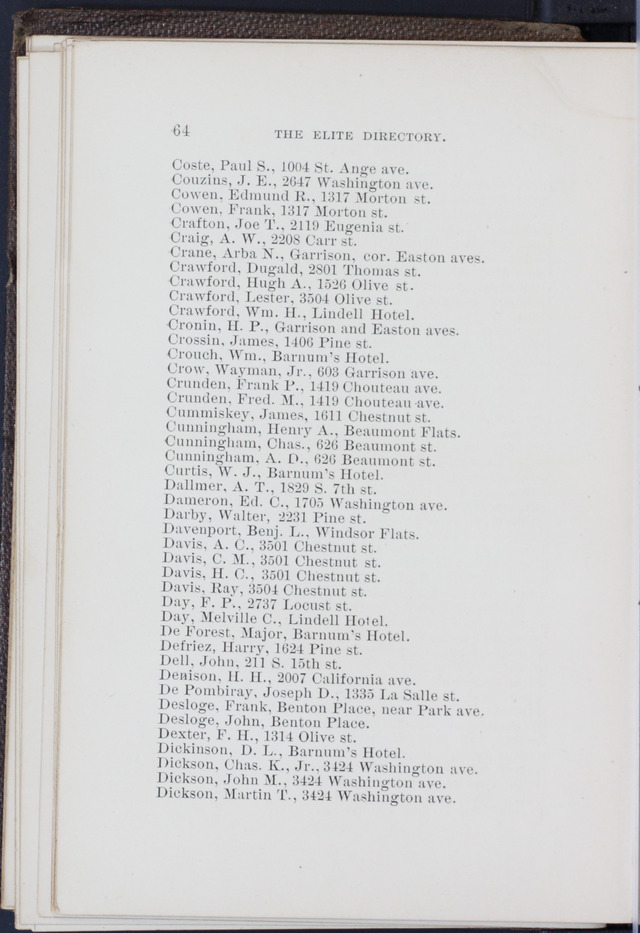 64
THE ELITE DIRECTORY.
Coste, Paul S., 1004 St. Ange ave.
Couzins, J. E., 2647 Washington ave.
Cowen, Edmund R., 1317 Morton st.
Cowen, Frank, 1317 Morton st.
Crafton, Joe T., 2119 Eugenia st.
Craig, A. W., 2208 Carr st.
Crane, Arba N., Garrison, cor. Easton aves.
Crawford, Dugald, 2801 Thomas st.
Crawford, Hugh A., 1526 Olive st.
Crawford, Lester, 3504 Olive st.
Crawford, Wm. H., Lindell Hotel.
Cronin, H. P., Garrison and Easton aves.
Crossin, James, 1406 Pine st.
Crouch, Wm., Barnum's Hotel.
Crow, Wayman, Jr., 603 Garrison ave.
Crunden, Frank P., 1419 Chouteau ave.
Crunden, Fred. M., 1419 Chouteau ave.
Cummiskey, James, 1611 Chestnut st.
Cunningham, Henry A., Beaumont Flats.
Cunningham, Chas., 626 Beaumont st.
Cunningham, A. D., 626 Beaumont st.
Curtis, W. J., Barnum's Hotel.
Dallmer, A. T., 1829 S. 7th st.
Dameron, Ed. C., 1705 Washington ave.
Darby, Walter, 2231 Pine st.
Davenport, Benj. L., Windsor Flats.
Davis, A. C., 3501 Chestnut st.
Davis, C. M., 3501 Chestnut st.
Davis, H. C., 3501 Chestnut st.
Davis, Ray, 3504 Chestnut st.
Day, F. P., 2737 Locust st.
Day, Melville C., Lindell Hotel.
De Forest, Major, Barnum's Hotel.
Defriez, Harry, 1624 Pine st.
Dell, John, 211 S. 15th st.
Denison, H. H., 2007 California ave.
De Pombiray, Joseph D., 1335 La Salle st.
Desloge, Frank, Benton Place, near Park ave.
Desloge, John, Benton Place.
Dexter, F. H., 1314 Olive st.
Dickinson, D. L., Barnum's Hotel.
Dickson, Chas. K., Jr., 3424 Washington ave.
Dickson, John M., 3424 Washington ave.
Dickson, Martin T., 3424 Washington ave.